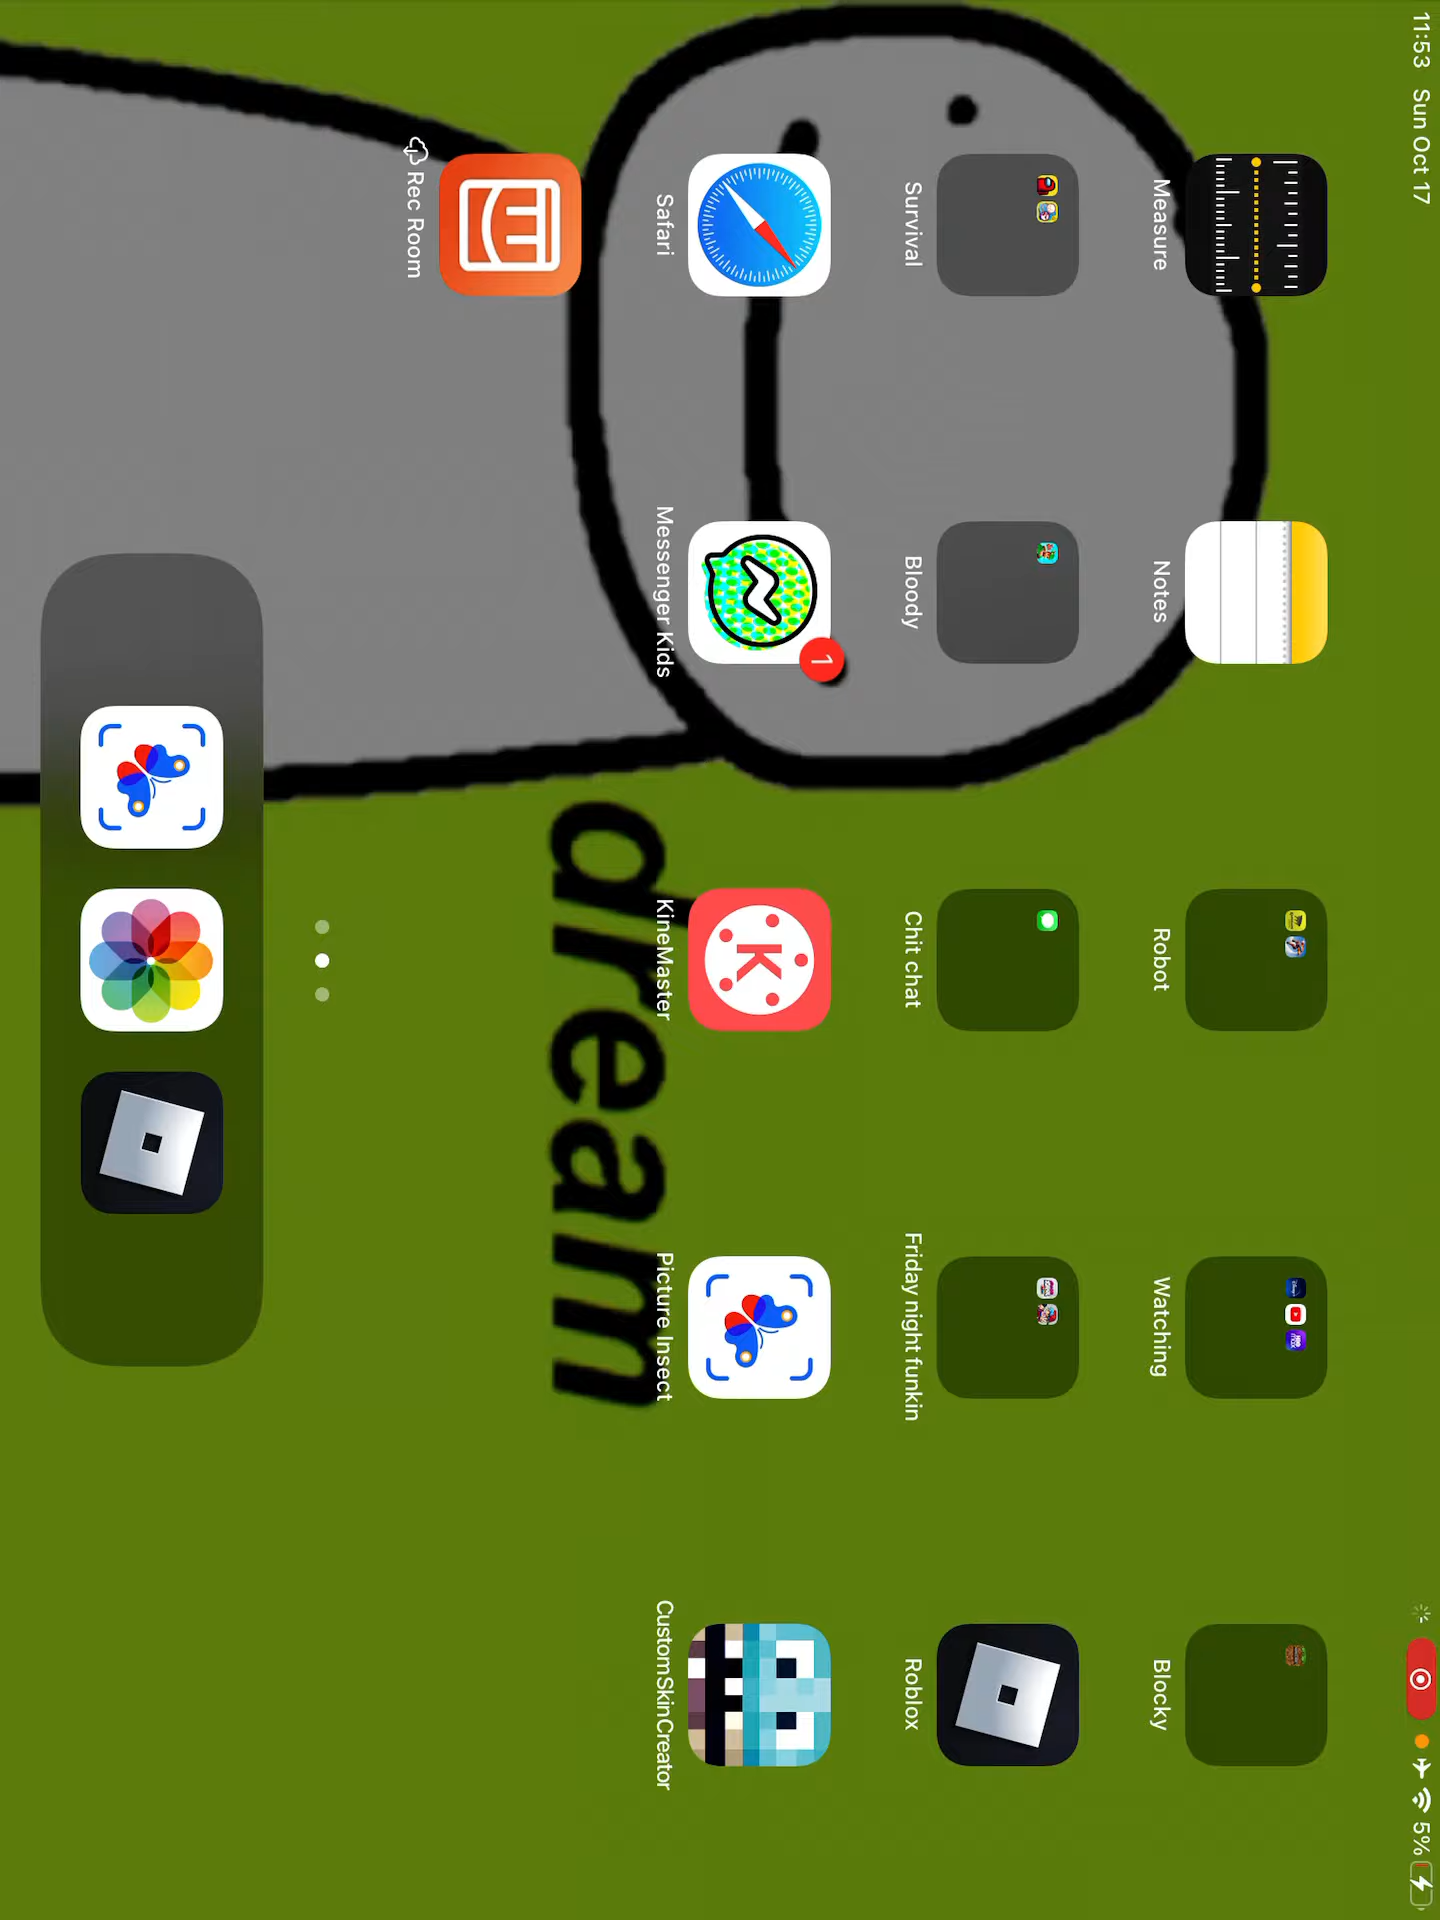 11:53 Sun Oct 17
5%
Measure
Notes
Robot
Watching
Blocky
Survival
Bloody
Chit chat
Friday night funkin
Roblox
1
Safari
Messenger Kids
KineMaster
Picture Insect
CustomSkinCreator
dream
Rec Room